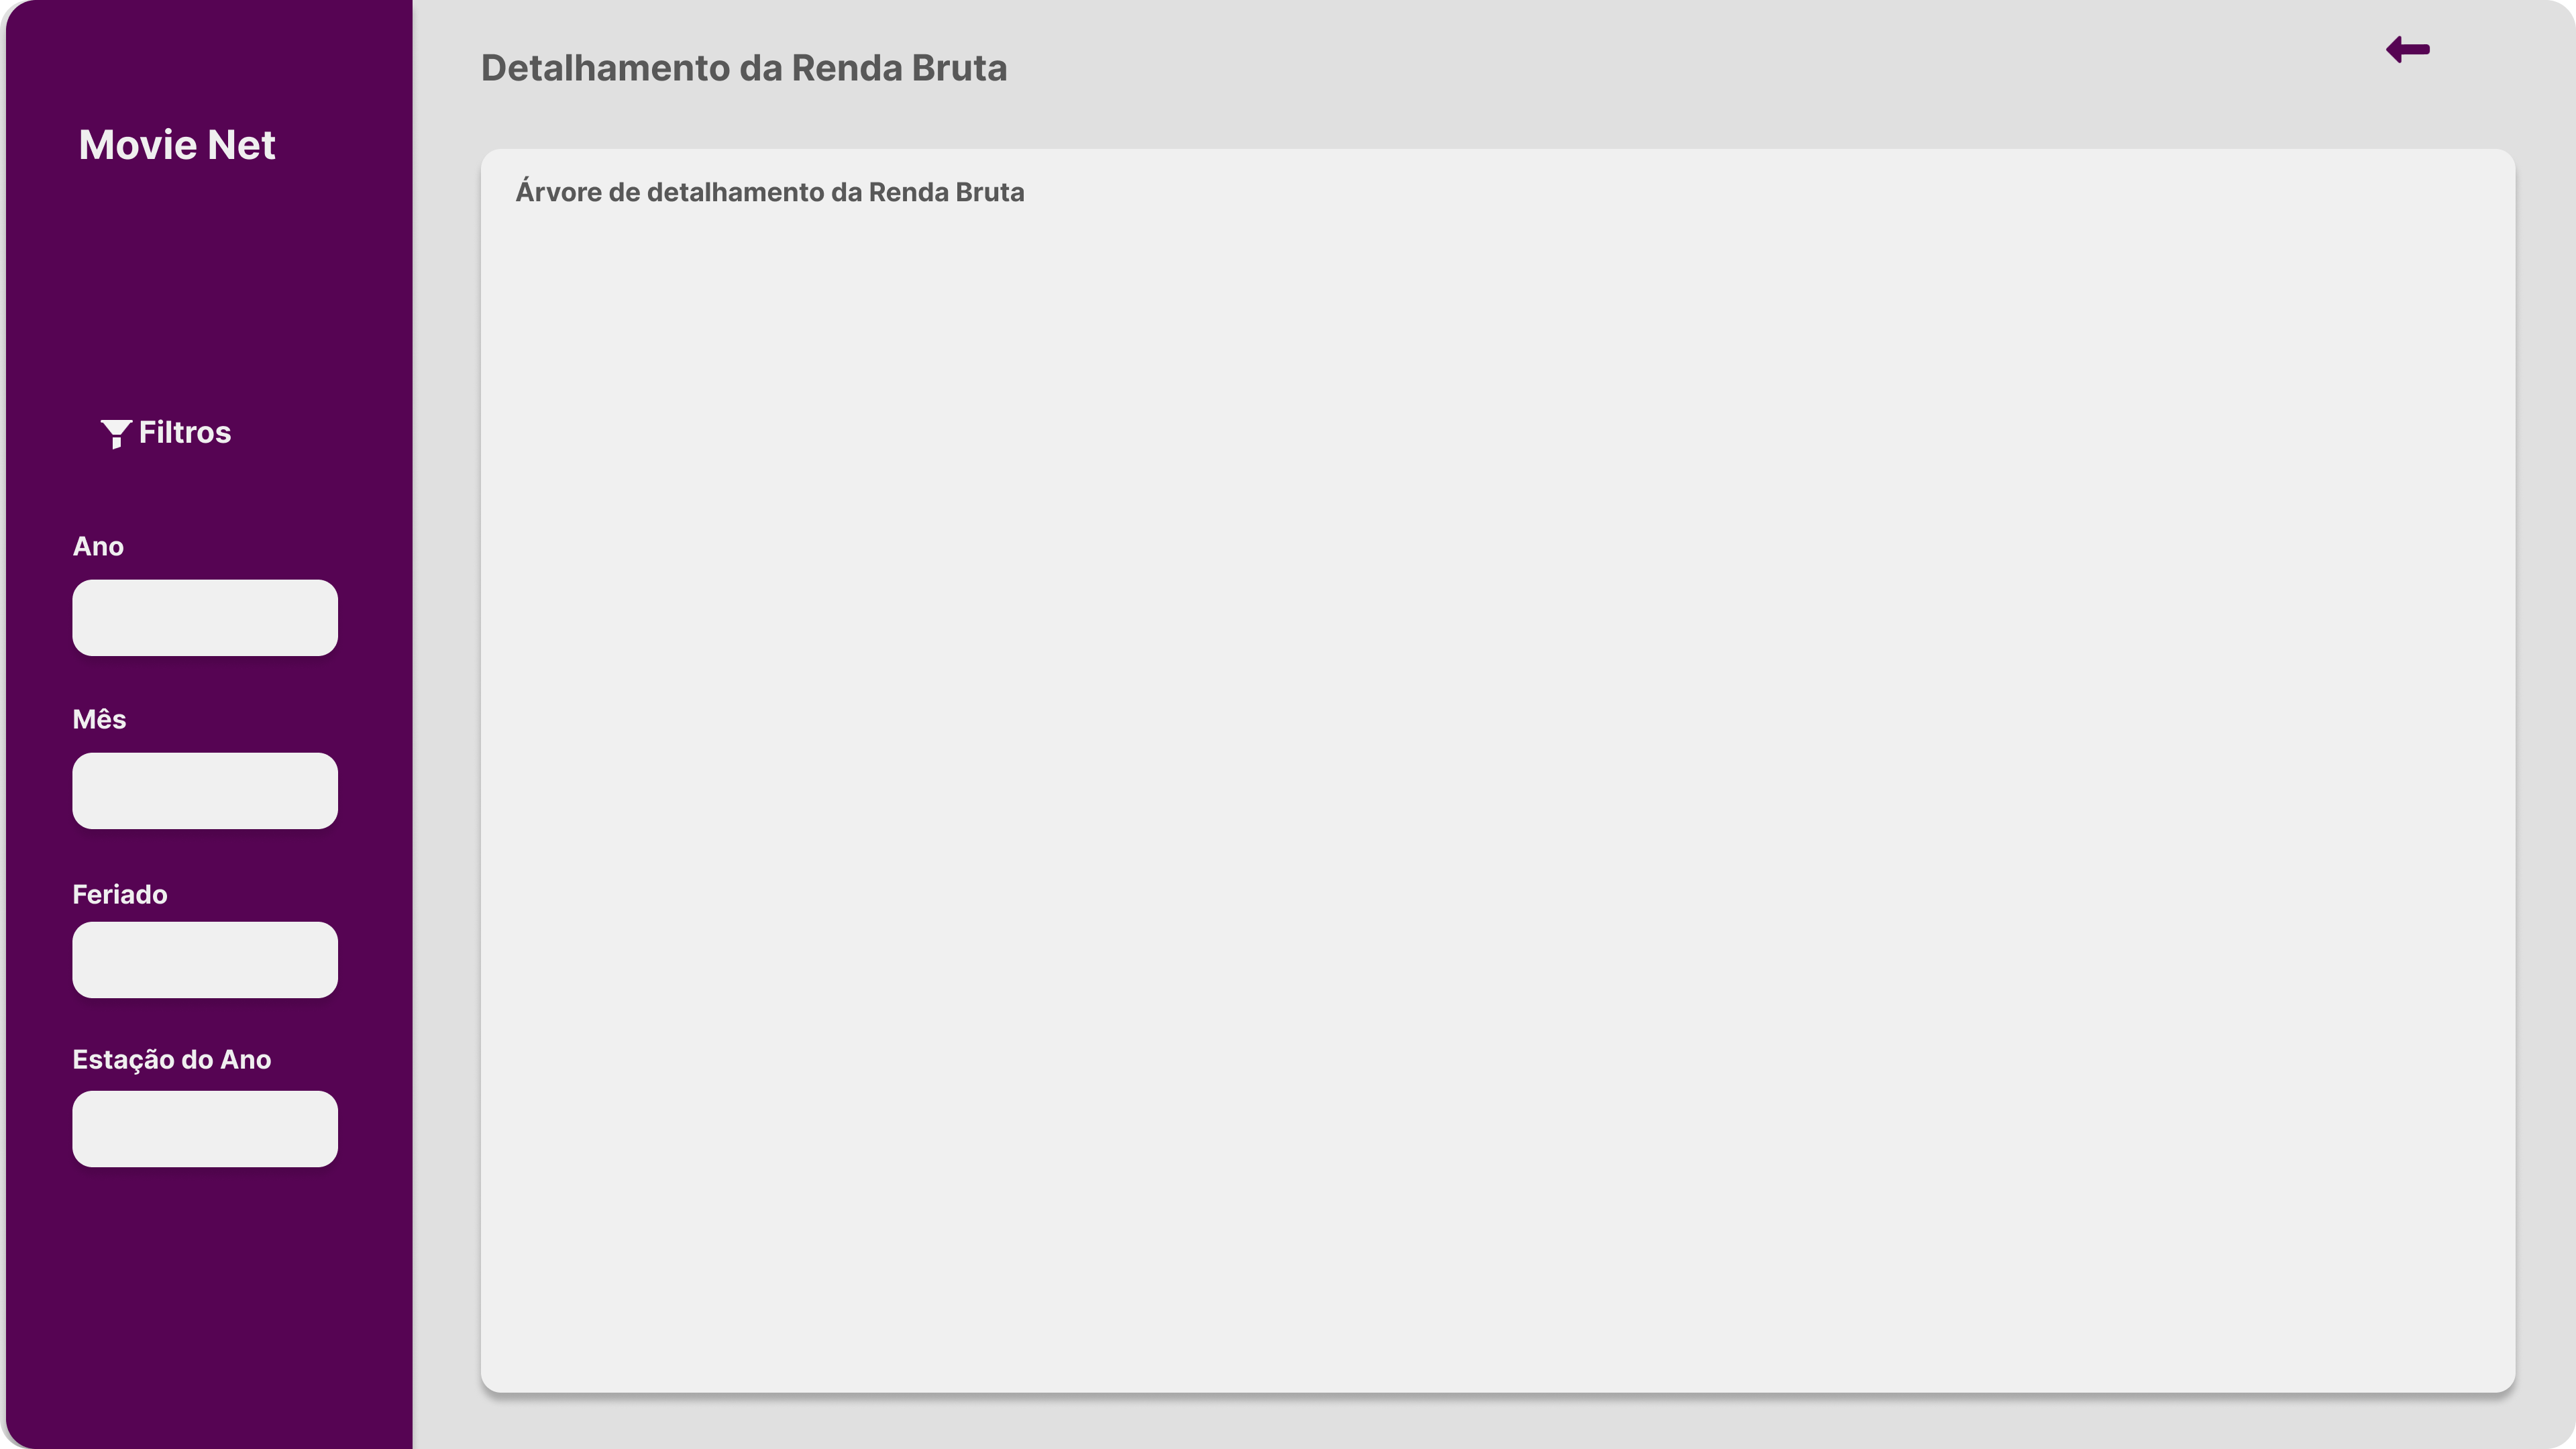 Movie Net
Filtros
Ano
Mês
Feriado
Estação do Ano
Detalhamento da Renda Bruta
Árvore de detalhamento da Renda Bruta